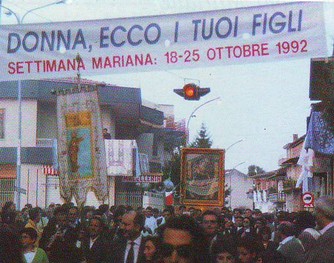 DONNA, ECCO I TUOI FIGLI
SETTIMANA MARIANA: 18-25 OTTOBRE 1992